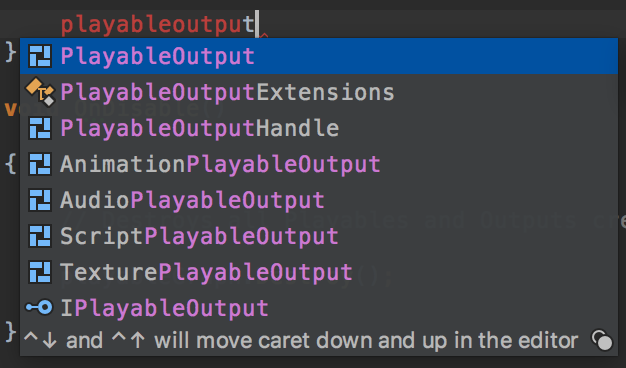 playableoutput
}
PlayableOutput
PlayableOutputExtensions
v
PlayableOutputHandle
{
AnimationPlayableOutput
AudioPlayableOutput
ScriptPlayableOutput
TexturePlayableOutput
IPlayableOutput
}
^↓ and ^↑ will move caret down and up in the editor